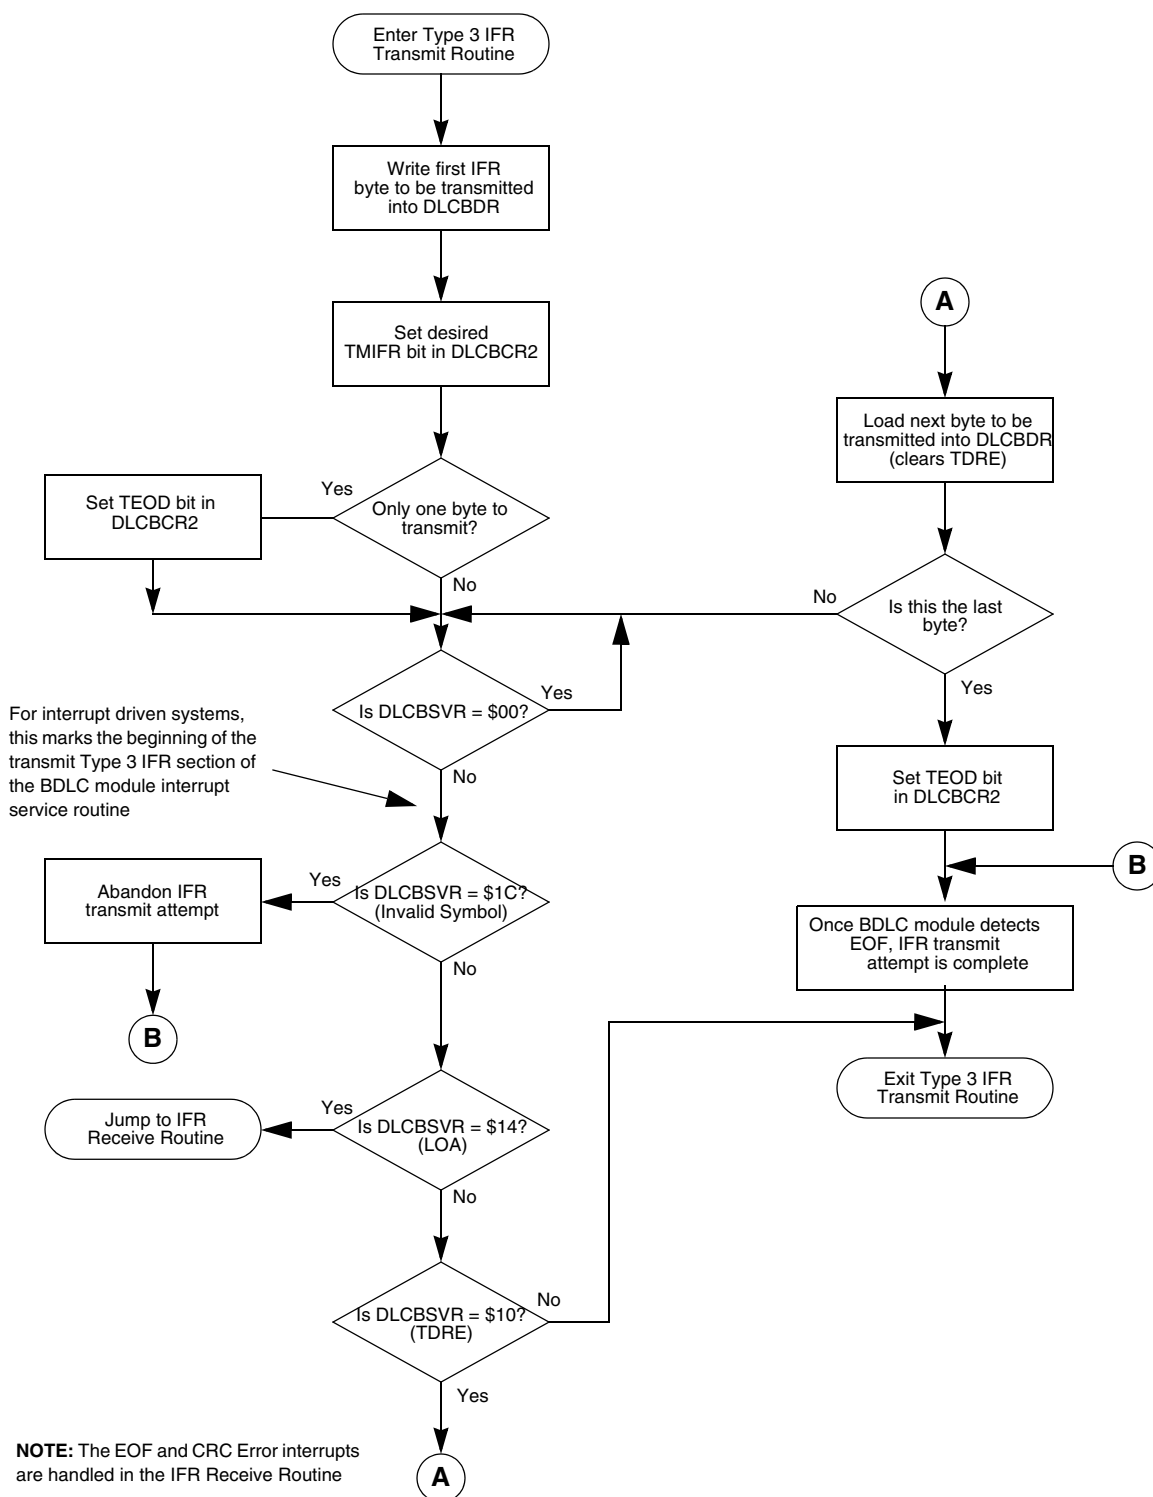 Enter Type 3 IFR
Transmit Routine
Write first IFR
byte to be transmitted
into DLCBDR
Set desired
TMIFR bit in DLCBCR2
Only one byte to
transmit?
Yes
No
Set TEOD bit in
DLCBCR2
Is DLCBSVR = $00?
Yes
No
For interrupt driven systems,
this marks the beginning of the
transmit Type 3 IFR section of
the BDLC module interrupt
service routine
Is DLCBSVR = $1C?
(Invalid Symbol)
Yes
No
Abandon IFR
transmit attempt
B
Is DLCBSVR = $14?
(LOA)
Yes
No
Jump to IFR
Receive Routine
Is DLCBSVR = $10?
(TDRE)
No
Yes
A
A
Load next byte to be
transmitted into DLCBDR
(clears TDRE)
Is this the last
byte?
No
Yes
Set TEOD bit
in DLCBCR2
B
Once BDLC module detects
EOF, IFR transmit
attempt is complete
Exit Type 3 IFR
Transmit Routine
NOTE: The EOF and CRC Error interrupts
are handled in the IFR Receive Routine